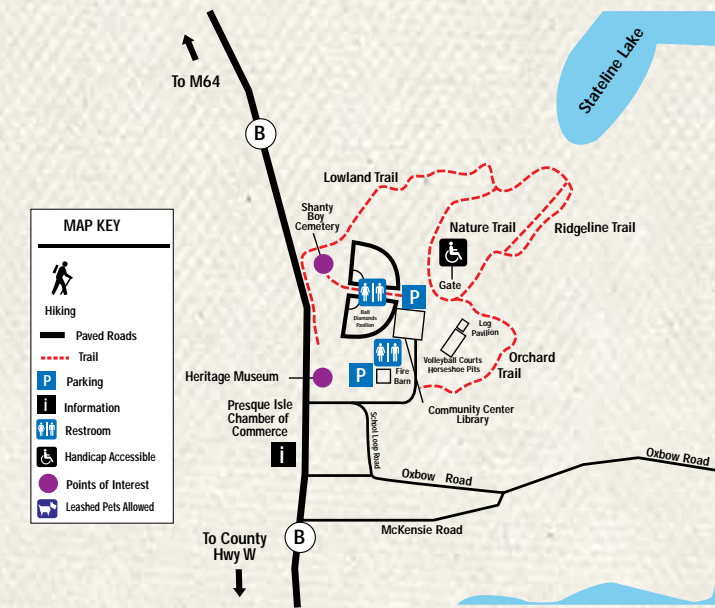 To M64
B
Stateline Lake
Lowland Trail
Shanty
Boy
Cemetery
Nature Trail
Ridgeline Trail
Gate
P
Ball
Diamonds
Pavilion
Log
Pavilion
Volleyball Courts
Horseshoe Pits
Orchard
Trail
Heritage Museum
P
Fire
Barn
Community Center
Library
Presque Isle
Chamber of
Commerce
i
School Loop Road
Oxbow Road
Oxbow Road
McKensie Road
To County
Hwy W
B
MAP KEY
Hiking
Paved Roads
Trail
P Parking
i Information
Restroom
Handicap Accessible
Points of Interest
Leashed Pets Allowed